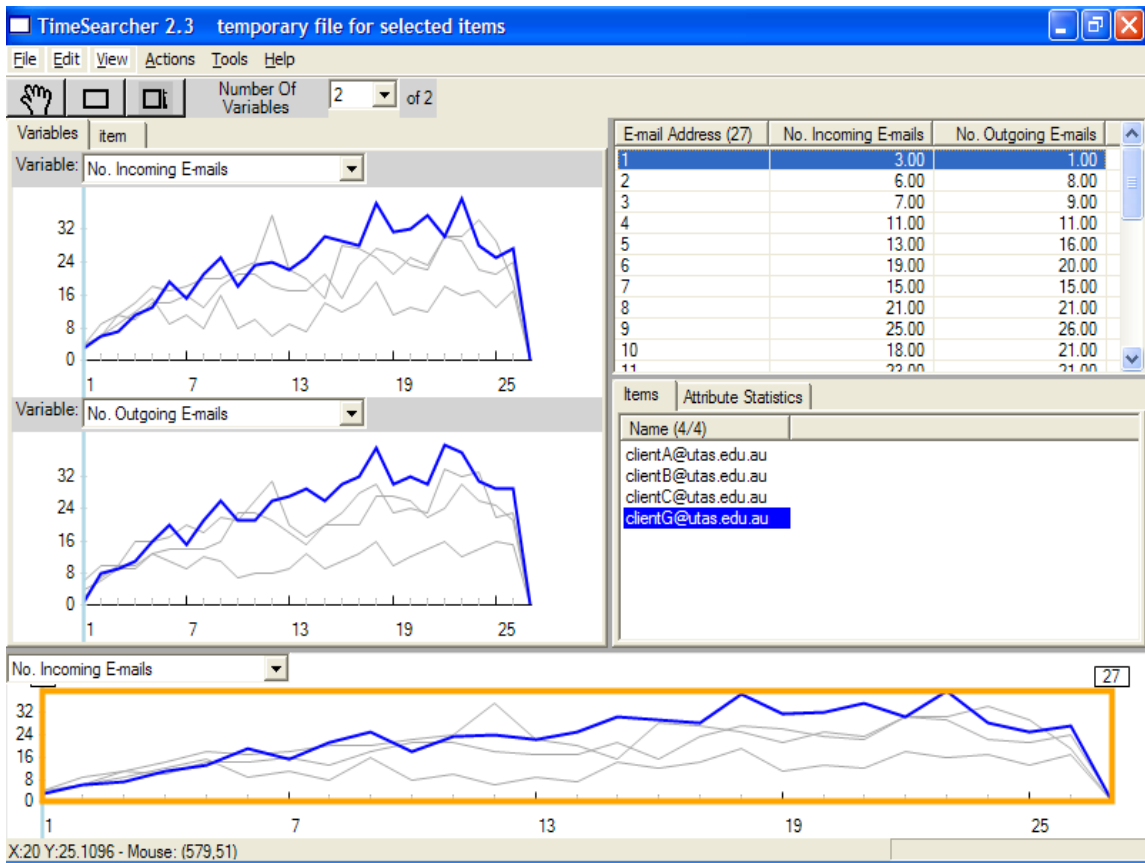 TimeSearcher 2.3 temporary file for selected items
File Edit View Actions Tools Help
Number Of Variables 2 of 2
Variables item
Variable: No. Incoming E-mails
32
24
16
8
0
1 7 13 19 25
Variable: No. Outgoing E-mails
32
24
16
8
0
1 7 13 19 25
E-mail Address (27) No. Incoming E-mails No. Outgoing E-mails
1 3.00 1.00
2 6.00 8.00
3 7.00 9.00
4 11.00 11.00
5 13.00 16.00
6 19.00 20.00
7 15.00 15.00
8 21.00 21.00
9 25.00 26.00
10 18.00 21.00
11 23.00 21.00
Items Attribute Statistics
Name (4/4)
clientA@utas.edu.au
clientB@utas.edu.au
clientC@utas.edu.au
clientG@utas.edu.au
No. Incoming E-mails
27
32
24
16
8
0
1 7 13 19 25
X:20 Y:25.1096 - Mouse: (579,51)